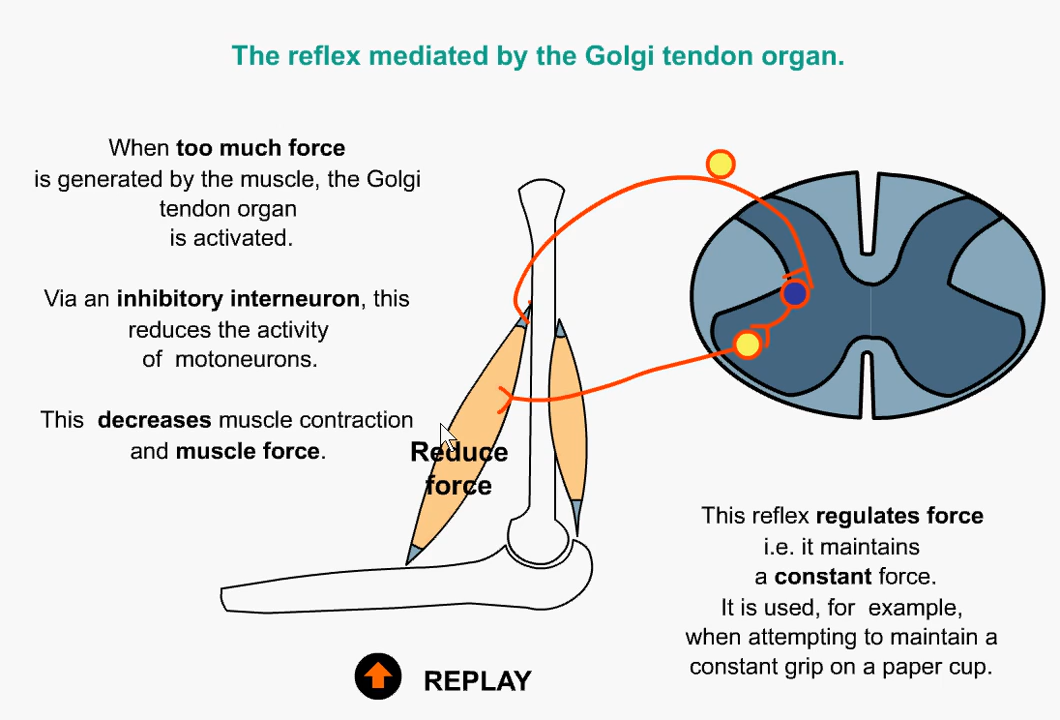 The reflex mediated by the Golgi tendon organ.
When too much force
is generated by the muscle, the Golgi
tendon organ
is activated.
Via an inhibitory interneuron, this
reduces the activity
of motoneurons.
This decreases muscle contraction
and muscle force.
Reduce
force
This reflex regulates force
i.e. it maintains
a constant force.
It is used, for example,
when attempting to maintain a
constant grip on a paper cup.
REPLAY